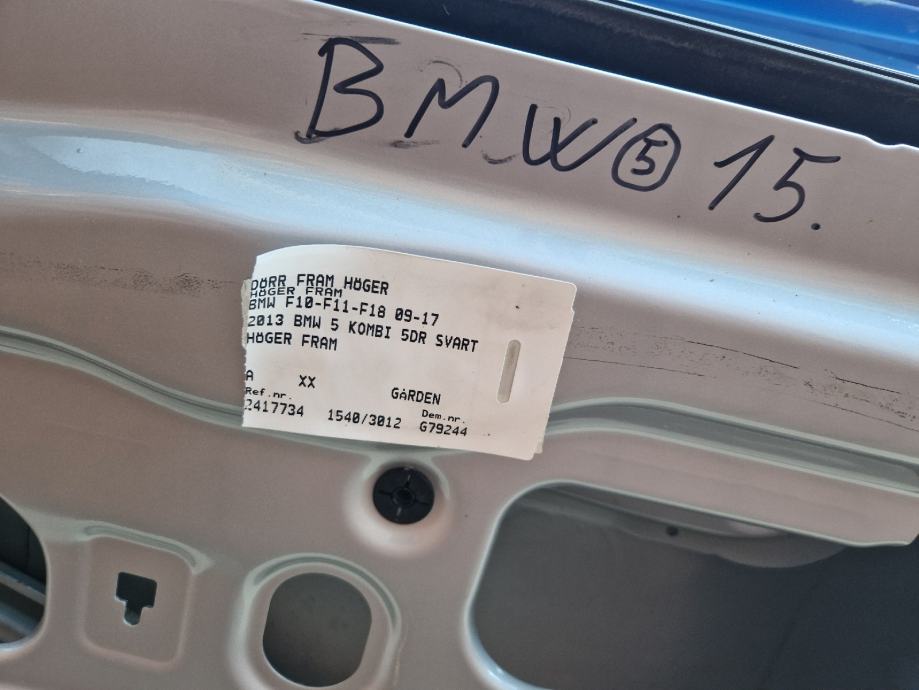 BMW 5 15.
DÖRR FRAM HÖGER
HÖGER FRAM
BMW F10-F11-F18 09-17
2013 BMW 5 KOMBI 5DR SVART
HÖGER FRAM
A XX GÅRDEN
Ref.nr. Dem.nr.
2417734 1540/3012 G79244